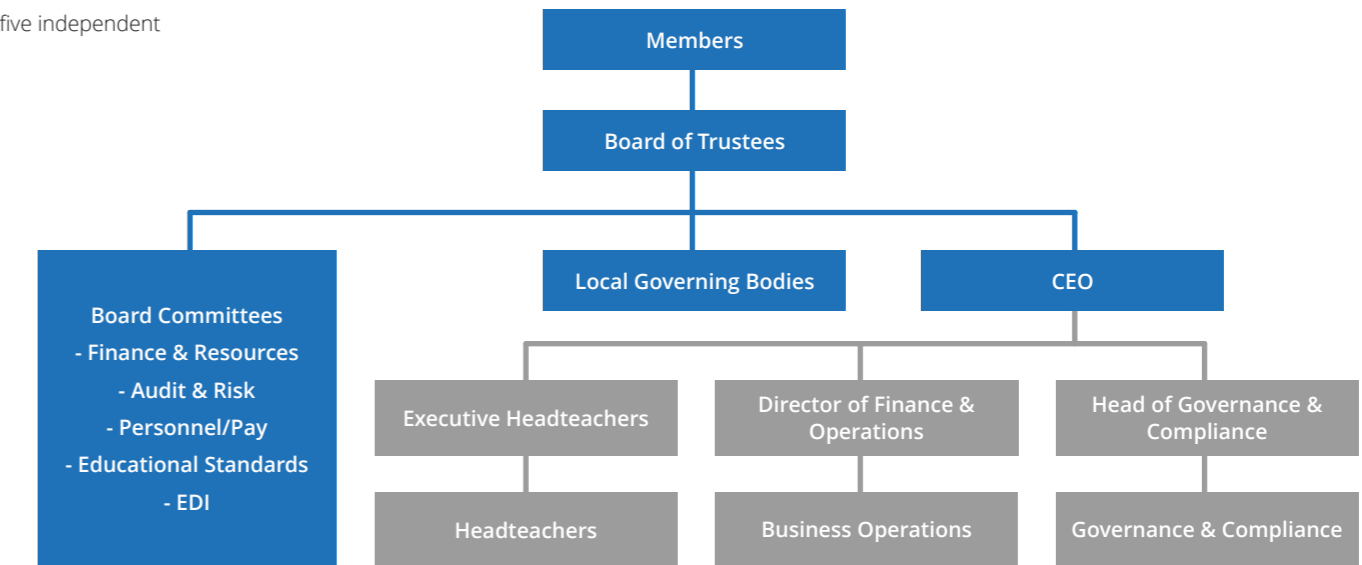 five independent
Members
Board of Trustees
Board Committees
- Finance & Resources
- Audit & Risk
- Personnel/Pay
- Educational Standards
- EDI
Local Governing Bodies
CEO
Executive Headteachers
Director of Finance &
Operations
Head of Governance &
Compliance
Headteachers
Business Operations
Governance & Compliance